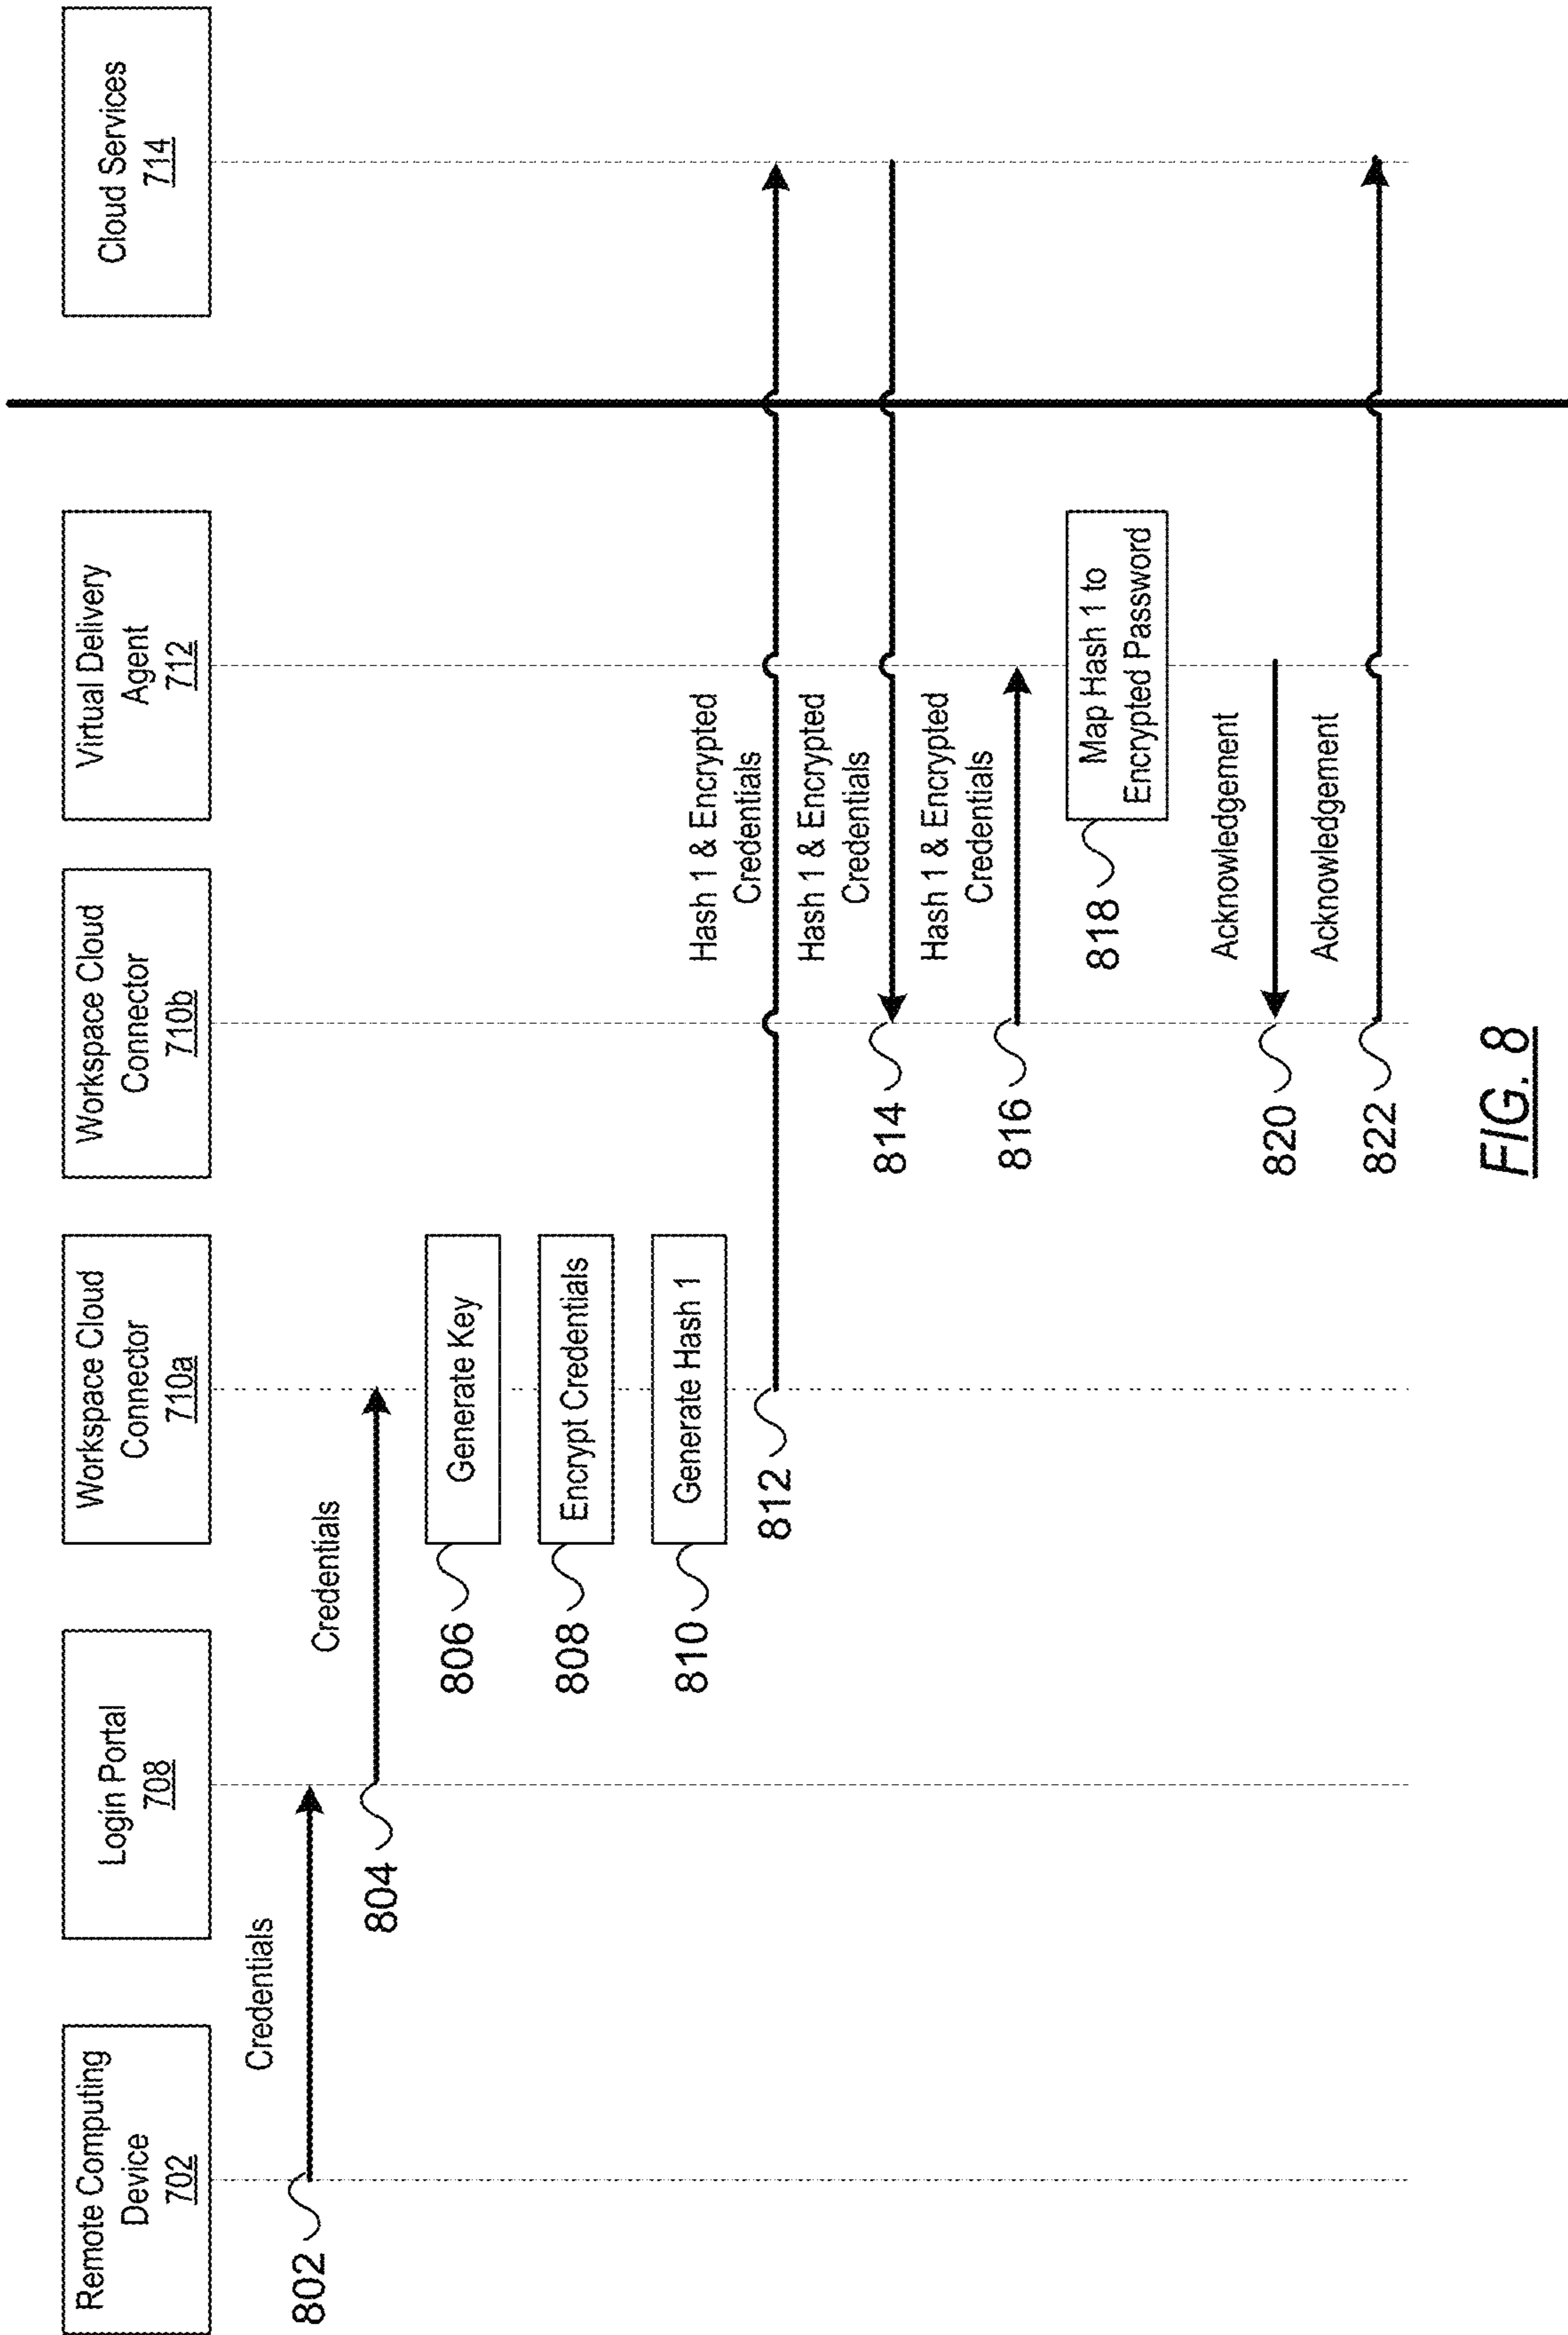 Remote Computing
Device
702
Login Portal
708
Workspace Cloud
Connector
710a
Workspace Cloud
Connector
710b
Virtual Delivery
Agent
712
Cloud Services
714
Credentials
802
Credentials
804
806
Generate Key
808
Encrypt Credentials
810
Generate Hash 1
812
Hash 1 & Encrypted
Credentials
814
Hash 1 & Encrypted
Credentials
816
Hash 1 & Encrypted
Credentials
818
Map Hash 1 to
Encrypted Password
820
Acknowledgement
822
Acknowledgement
FIG. 8